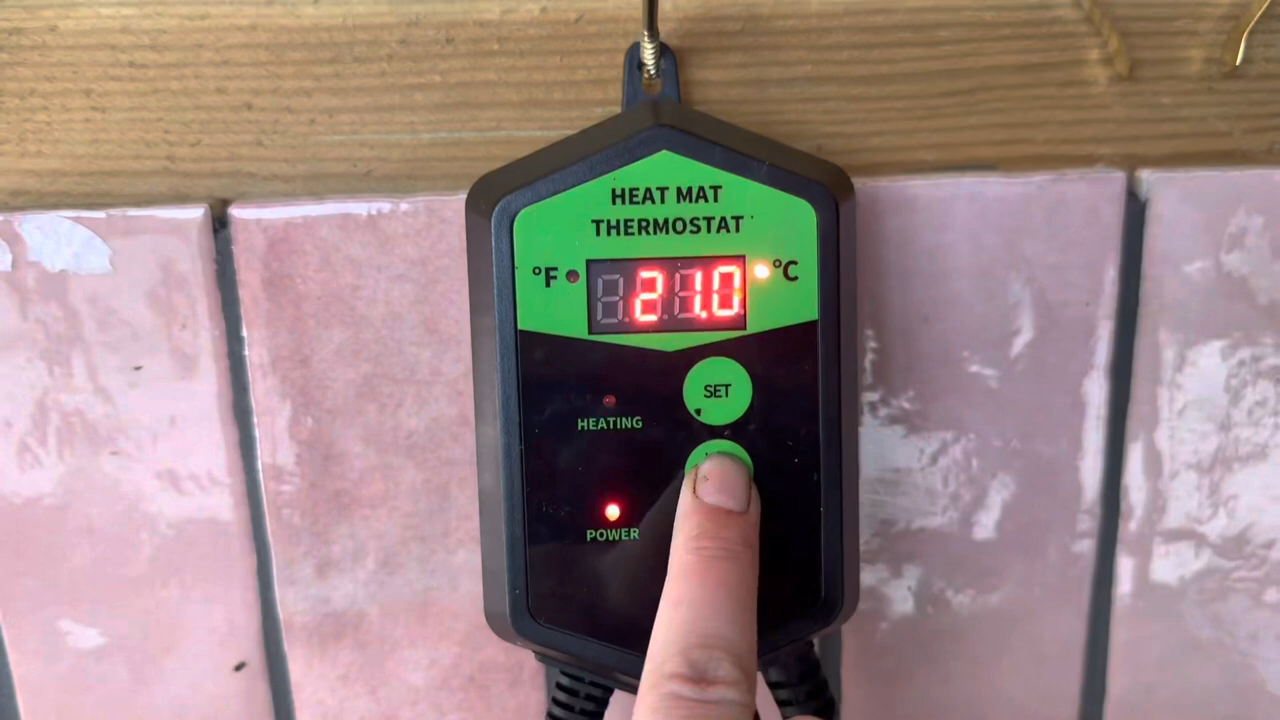 HEAT MAT
THERMOSTAT
°F 21.0 °C
SET
HEATING
POWER